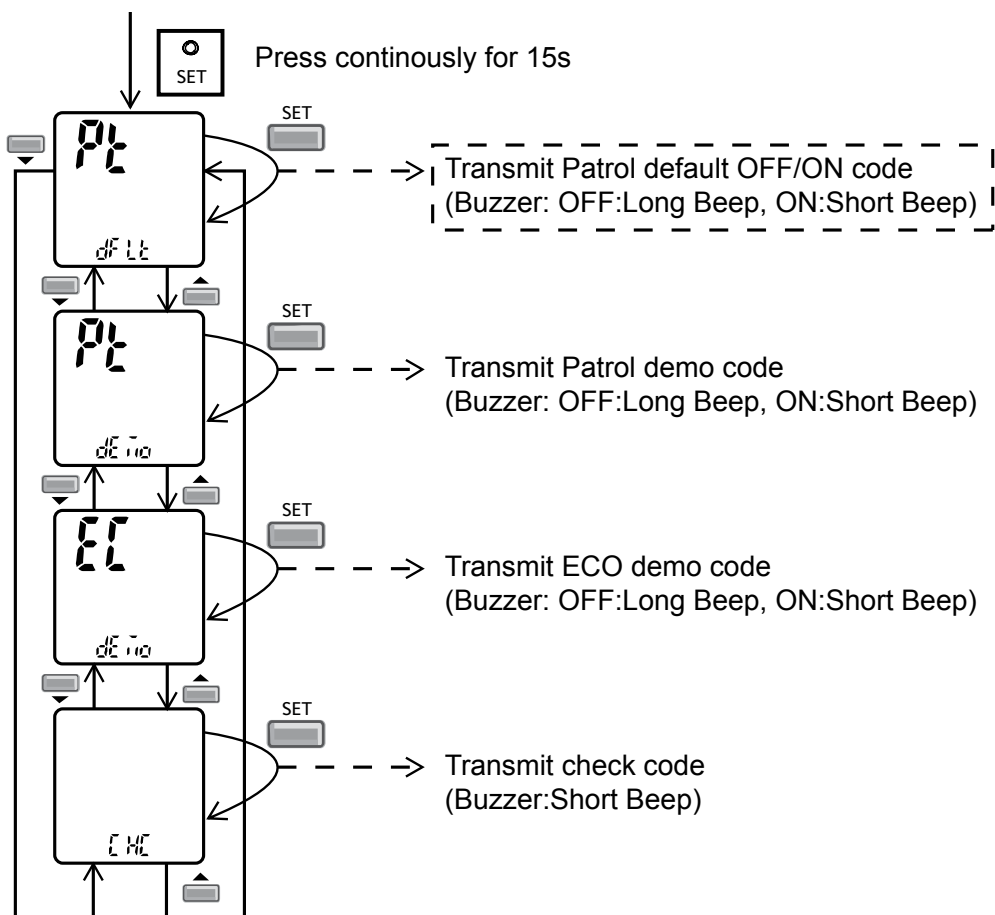 SET
Press continously for 15s
Pt
dFLt
SET
Transmit Patrol default OFF/ON code
(Buzzer: OFF:Long Beep, ON:Short Beep)
Pt
dEmo
SET
Transmit Patrol demo code
(Buzzer: OFF:Long Beep, ON:Short Beep)
EC
dEmo
SET
Transmit ECO demo code
(Buzzer: OFF:Long Beep, ON:Short Beep)
CHC
SET
Transmit check code
(Buzzer:Short Beep)